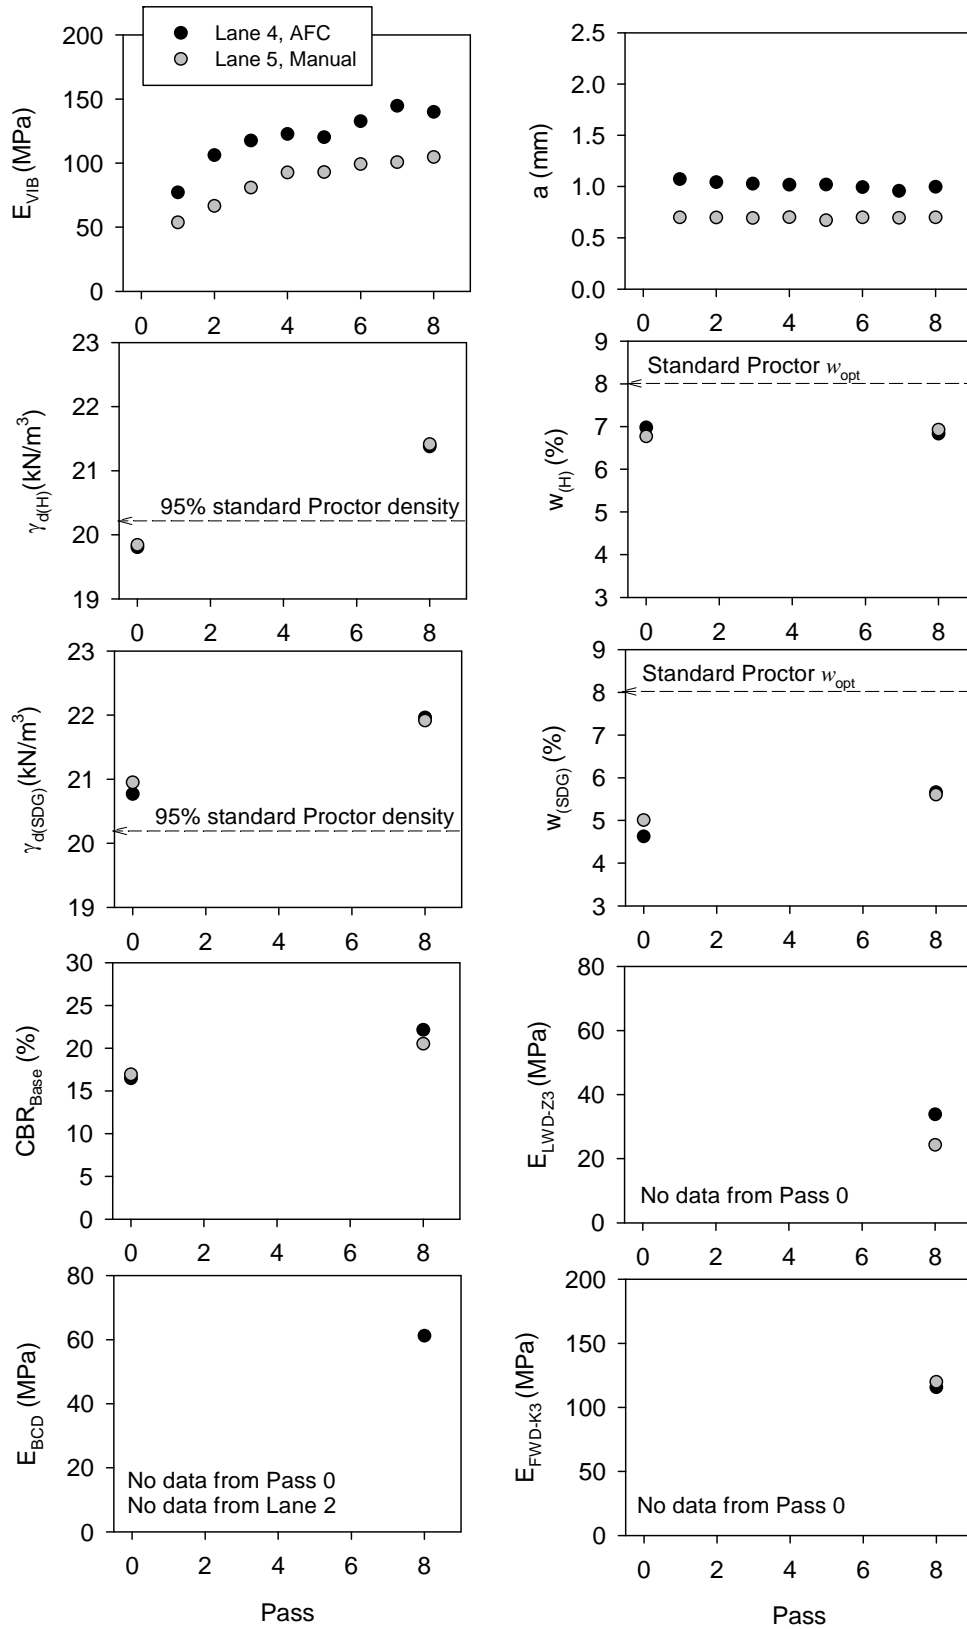 Lane 4, AFC
Lane 5, Manual
E_VIB (MPa)
200
150
100
50
0
0 2 4 6 8
a (mm)
2.5
2.0
1.5
1.0
0.5
0.0
0 2 4 6 8
γd(H) (kN/m³)
23
22
21
20
19
95% standard Proctor density
0 2 4 6 8
w(H) (%)
9
8
7
6
5
4
3
Standard Proctor wopt
0 2 4 6 8
γd(SDG) (kN/m³)
23
22
21
20
19
95% standard Proctor density
0 2 4 6 8
w(SDG) (%)
9
8
7
6
5
4
3
Standard Proctor wopt
0 2 4 6 8
CBR_Base (%)
30
25
20
15
10
5
0
0 2 4 6 8
E_LWD-Z3 (MPa)
80
60
40
20
0
No data from Pass 0
0 2 4 6 8
E_BCD (MPa)
80
60
40
20
0
No data from Pass 0
No data from Lane 2
0 2 4 6 8
Pass
E_FWD-K3 (MPa)
200
150
100
50
0
No data from Pass 0
0 2 4 6 8
Pass